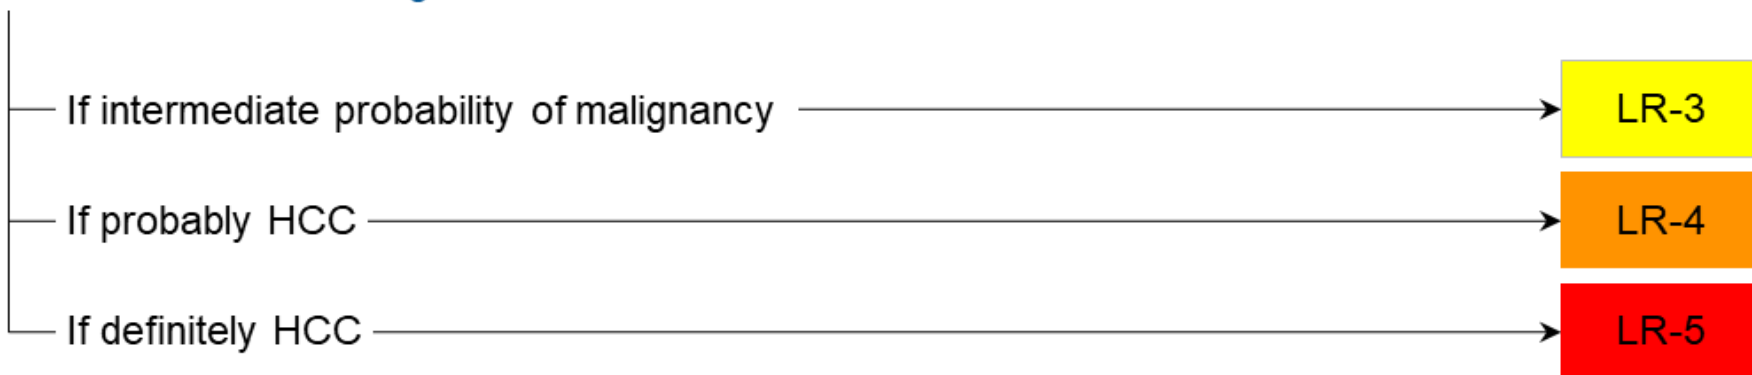 If intermediate probability of malignancy LR-3
If probably HCC LR-4
If definitely HCC LR-5